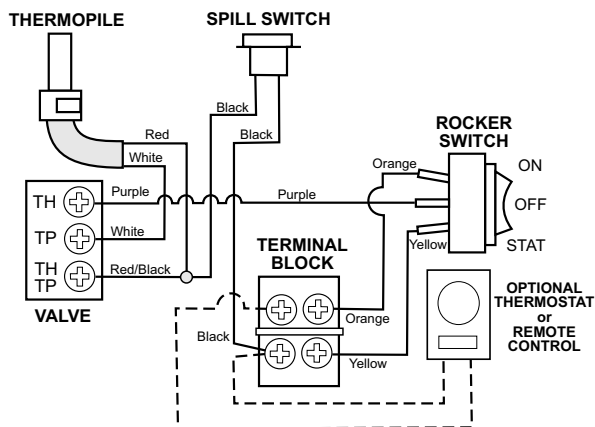 THERMOPILE
SPILL SWITCH
Black
Black
Red
White
ROCKER
SWITCH
Orange
ON
OFF
STAT
Yellow
TH
Purple
Purple
TP
White
TH
TP
Red/Black
VALVE
TERMINAL
BLOCK
Orange
Black
Yellow
OPTIONAL
THERMOSTAT
or
REMOTE
CONTROL